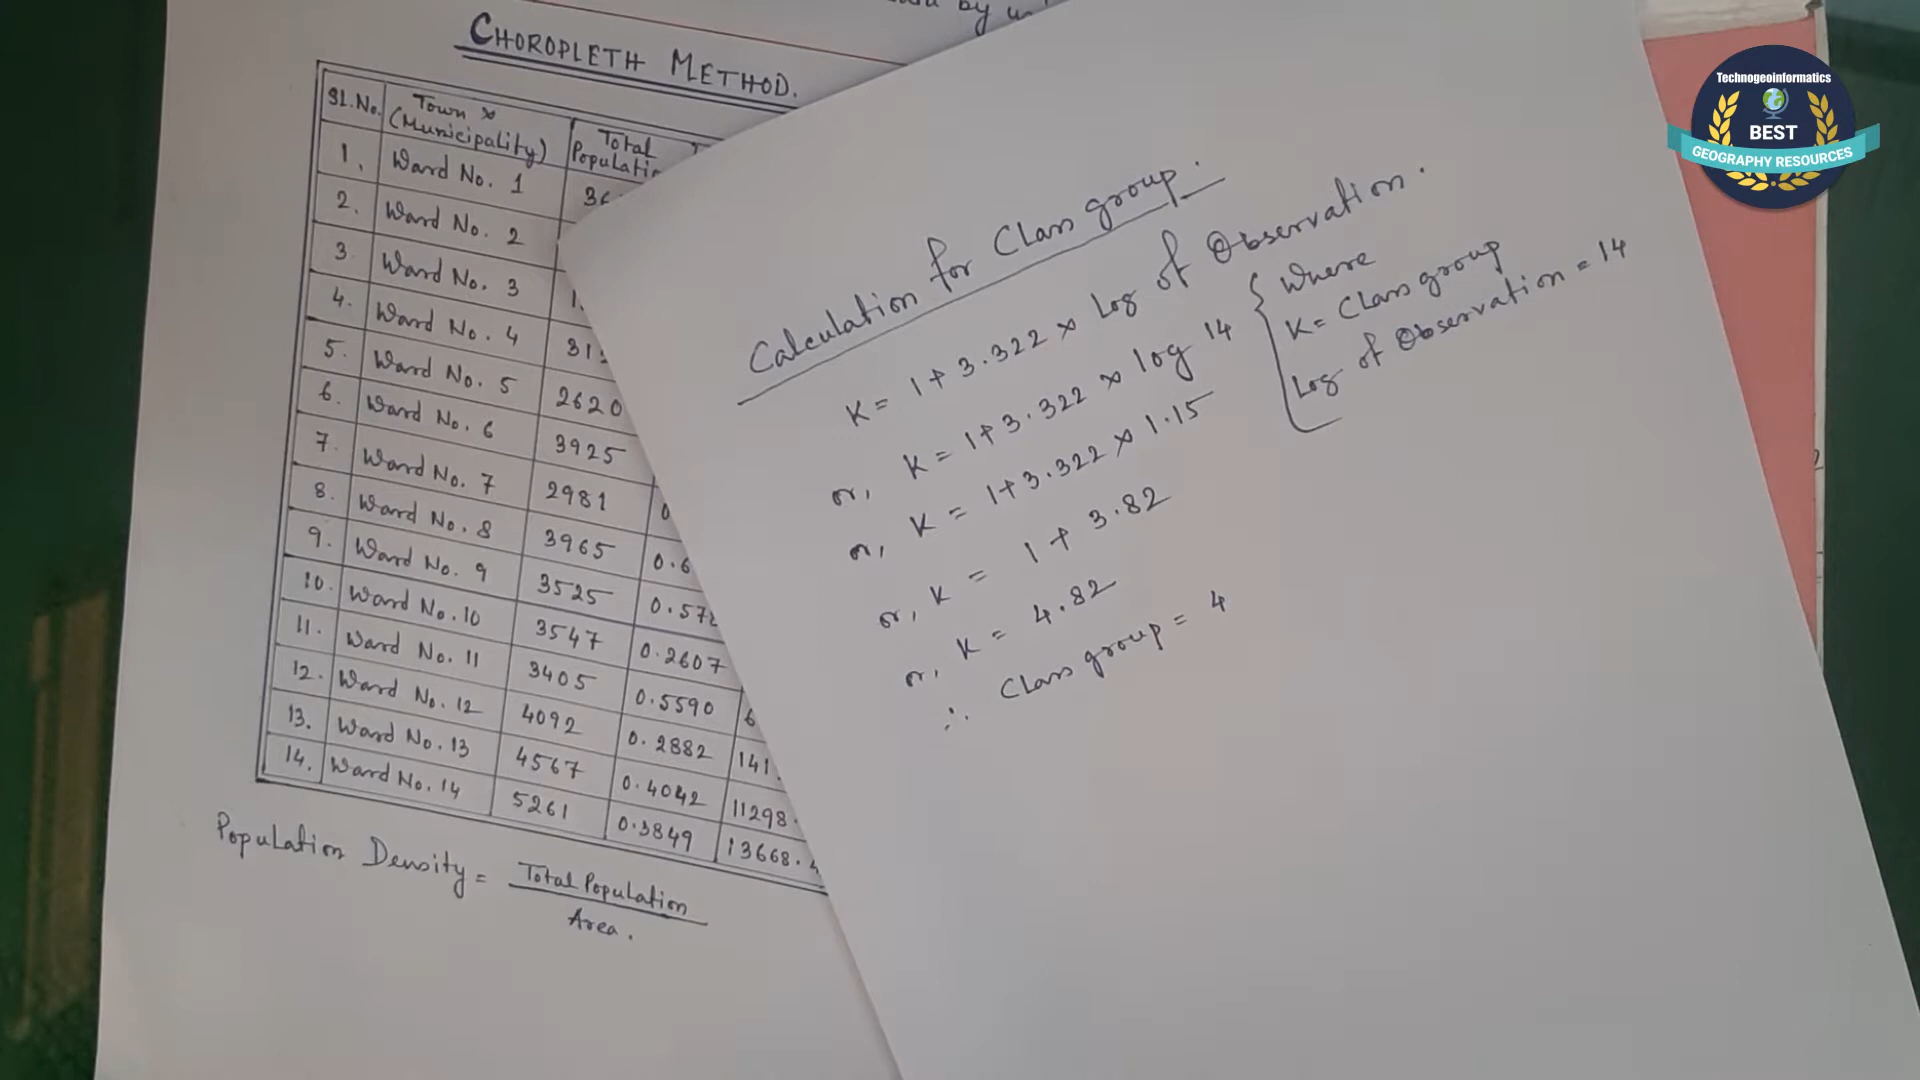 CHOROPLETH METHOD.
Sl.No. Town (Municipality) Total
1. Ward No. 1
2. Ward No. 2
3 Ward No. 3
4. Ward No. 4
5. Ward No. 5 2620
6. Ward No. 6 3925
7. Ward No. 7 2981
8. Ward No. 8 3965
9. Ward No. 9 3525
10. Ward No. 10 3547 0.2607
11. Ward No. 11 3405 0.5590
12. Ward No. 12 4092 0.2882
13. Ward No. 13 4567 0.4042 11298.
14. Ward No. 14 5261 0.3849 13668.4
Population Density = Total Population
Area.
Calculation for Class group.
K = 1 + 3.322 × Log of Observation.
or, K = 1 + 3.322 × log 14
or, K = 1 + 3.322 × 1.15
or, K = 1 + 3.82
or, K = 4.82
∴ Class group = 4
{ Where
K = Class group
Log of Observation = 14
Technogeoinformatics
BEST
GEOGRAPHY RESOURCES